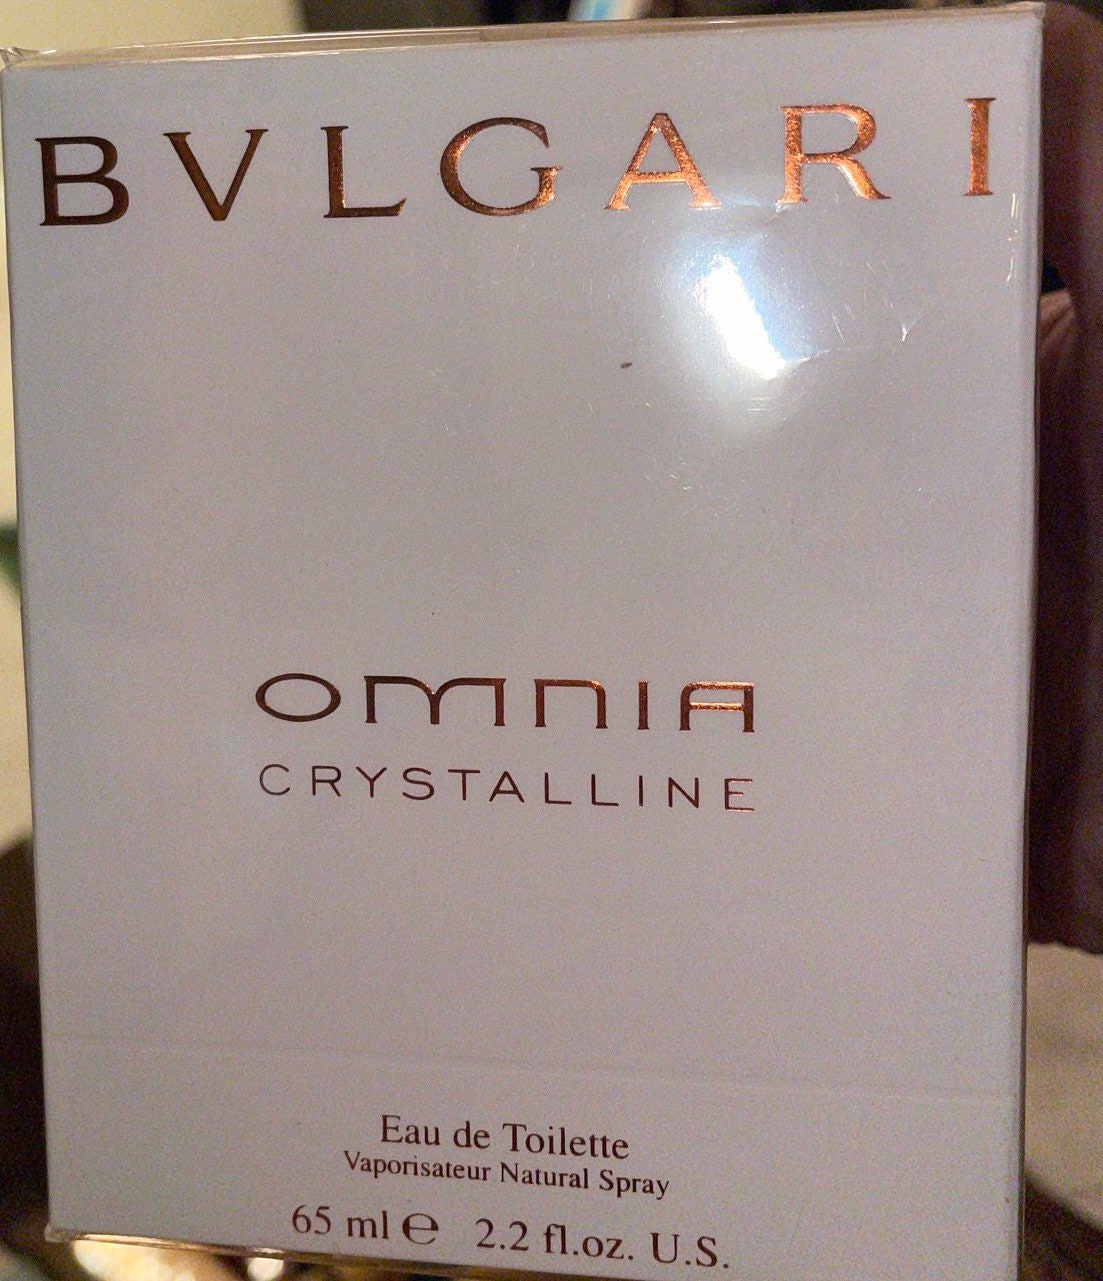 BVLGARI
OMNIA
CRYSTALLINE
Eau de Toilette
Vaporisateur Natural Spray
65 ml ℮ 2.2 fl.oz. U.S.